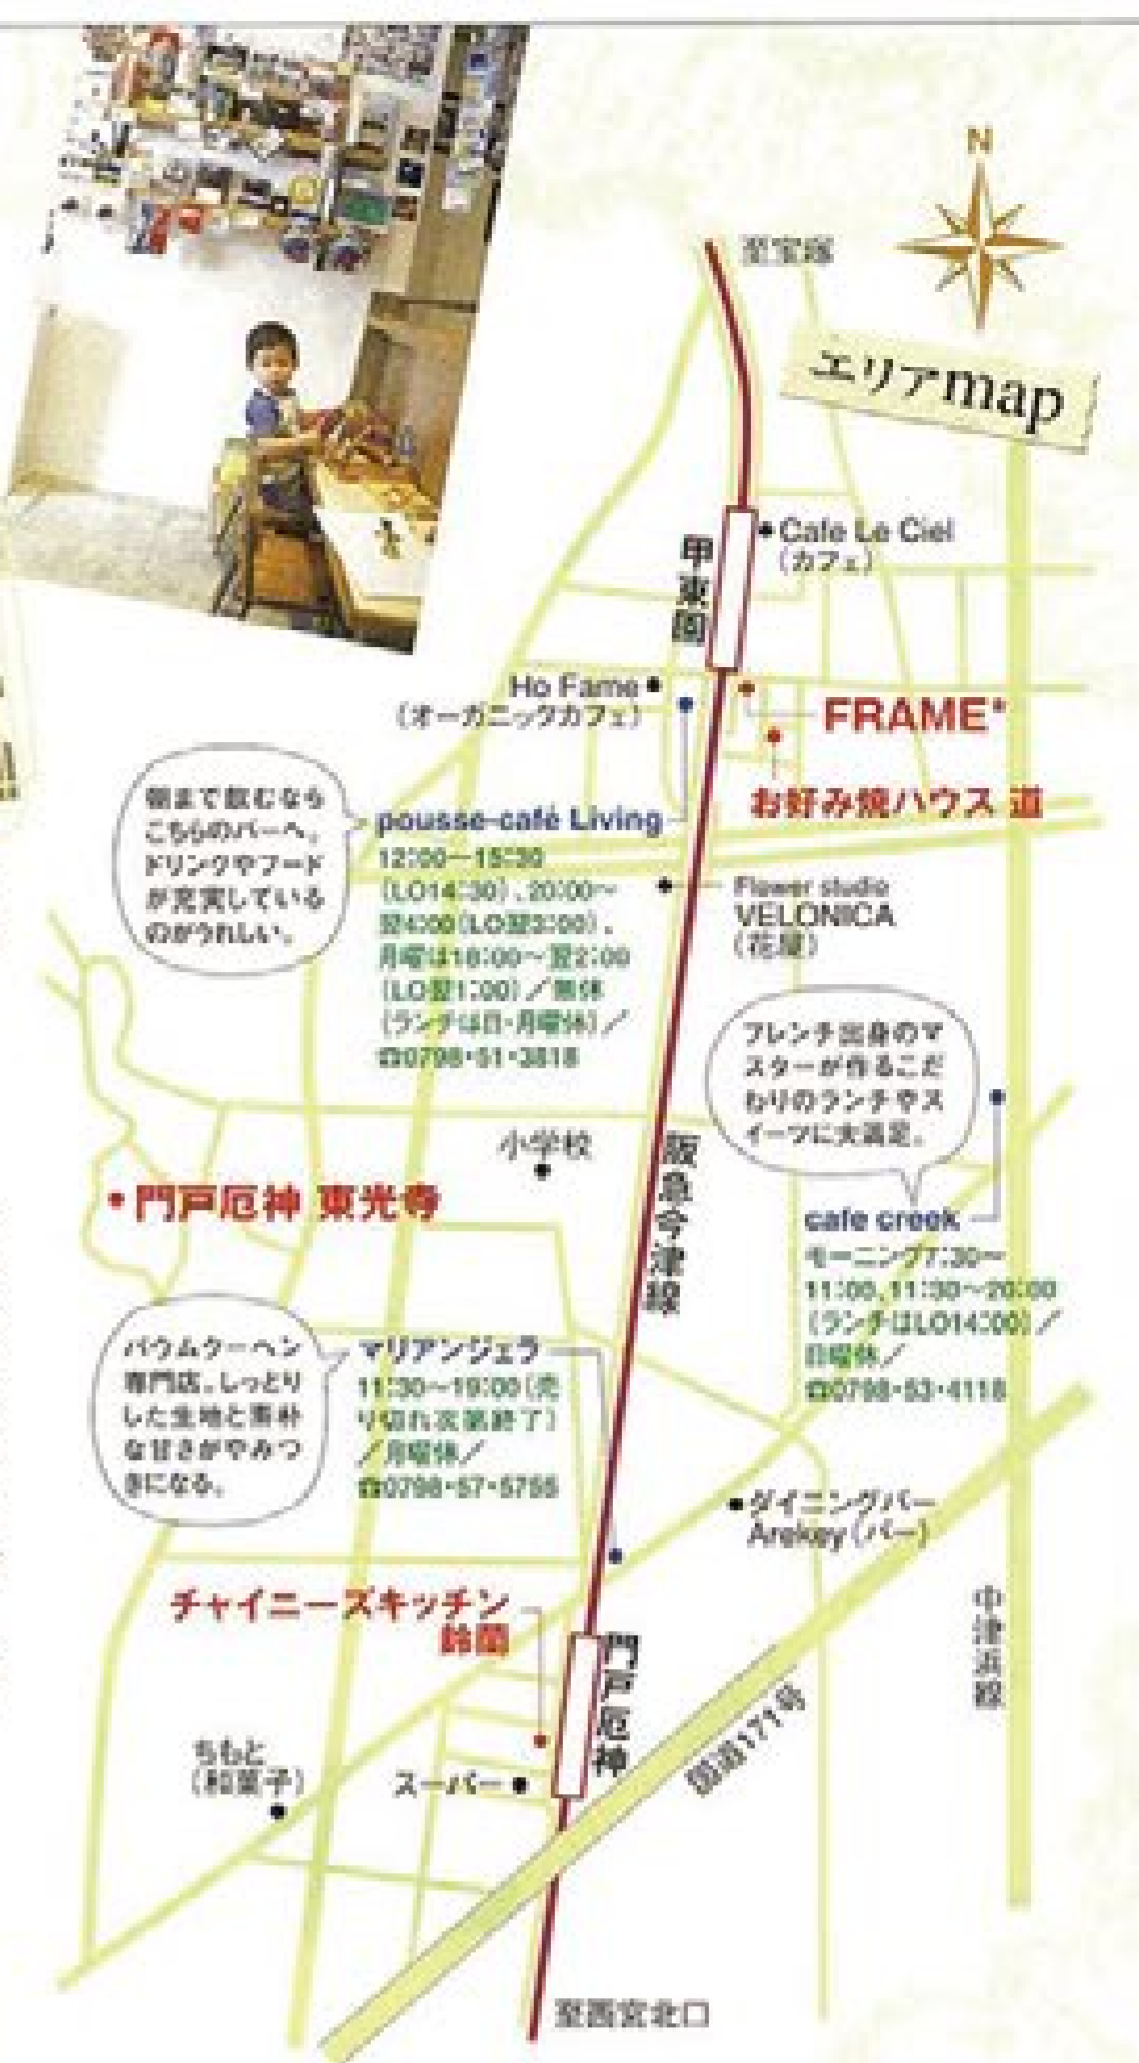 N
至宝塚
エリアmap
Cafe Le Ciel
(カフェ)
甲東園
Ho Fame
(オーガニックカフェ)
FRAME*
お好み焼ハウス 道
朝まで飲むなら
こちらのバーへ。
ドリンクやフード
が充実している
のがうれしい。
pousse-café Living
12:00〜15:30
(LO14:30)、20:00〜
翌4:00(LO翌3:00)、
月曜は18:00〜翌2:00
(LO翌1:00)／無休
(ランチは日・月曜休)／
☎0798・51・3818
Flower studio
VELONICA
(花屋)
フレンチ出身のマ
スターが作るこだ
わりのランチやス
イーツに大満足。
小学校
阪急今津線
・門戸厄神 東光寺
cafe creek
モーニング7:30〜
11:00、11:30〜20:00
(ランチはLO14:00)／
日曜休／
☎0798・53・4118
バウムクーヘン
専門店。しっとり
した生地と素朴
な甘さがやみつ
きになる。
マリアンジェラ
11:30〜19:00(売
り切れ次第終了)
／月曜休／
☎0798・57・5755
ダイニングバー
Arekey(バー)
チャイニーズキッチン
門戸厄神
中津浜線
国道171号
ちもと
(和菓子)
スーパー
至西宮北口